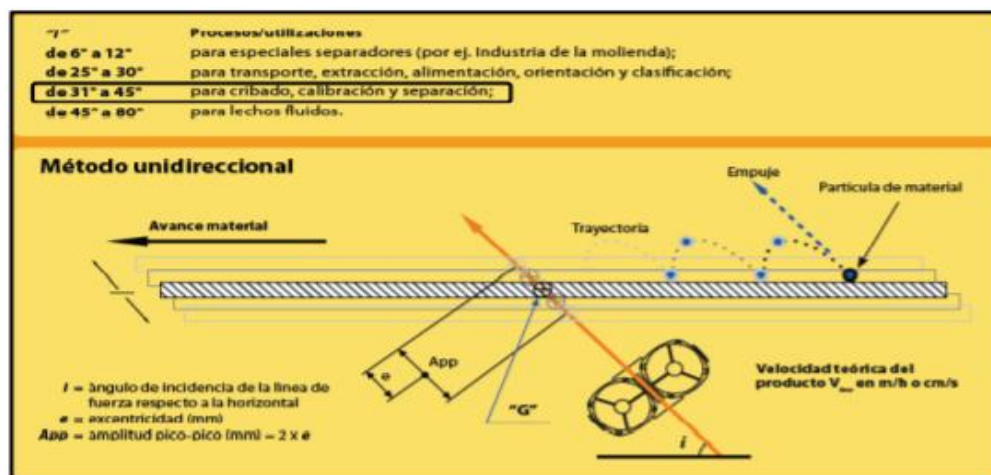 "i" Procesos/utilizaciones
de 6° a 12° para especiales separadores (por ej. Industria de la molienda);
de 25° a 30° para transporte, extracción, alimentación, orientación y clasificación;
de 31° a 45° para cribado, calibración y separación;
de 45° a 80° para lechos fluidos.
Método unidireccional
Empuje
Partícula de material
Avance material
Trayectoria
App
e
"G"
i
Velocidad teórica del
producto V en m/h o cm/s
i = ángulo de incidencia de la línea de
fuerza respecto a la horizontal
e = excentricidad (mm)
App = amplitud pico-pico (mm) = 2 x e